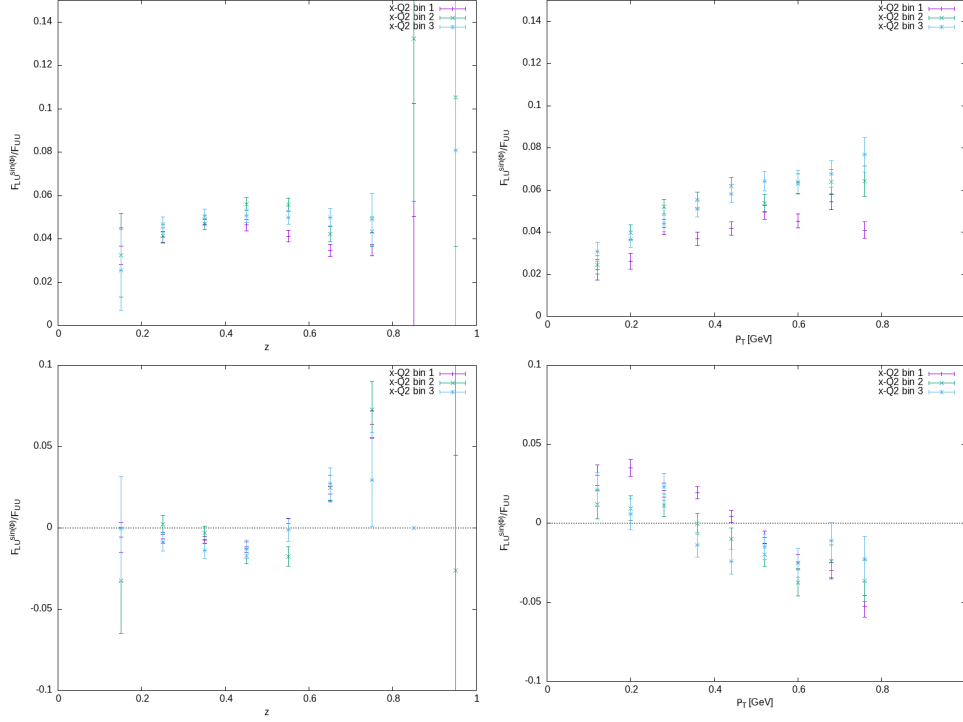 0.14
0.12
0.1
0.08
0.06
0.04
0.02
0
F_LU^sin(Φ)/F_UU
x-Q2 bin 1
x-Q2 bin 2
x-Q2 bin 3
0 0.2 0.4 0.6 0.8 1
z
0.14
0.12
0.1
0.08
0.06
0.04
0.02
0
F_LU^sin(Φ)/F_UU
x-Q2 bin 1
x-Q2 bin 2
x-Q2 bin 3
0 0.2 0.4 0.6 0.8
P_T [GeV]
0.1
0.05
0
-0.05
-0.1
F_LU^sin(Φ)/F_UU
x-Q2 bin 1
x-Q2 bin 2
x-Q2 bin 3
0 0.2 0.4 0.6 0.8 1
z
0.1
0.05
0
-0.05
-0.1
F_LU^sin(Φ)/F_UU
x-Q2 bin 1
x-Q2 bin 2
x-Q2 bin 3
0 0.2 0.4 0.6 0.8
P_T [GeV]